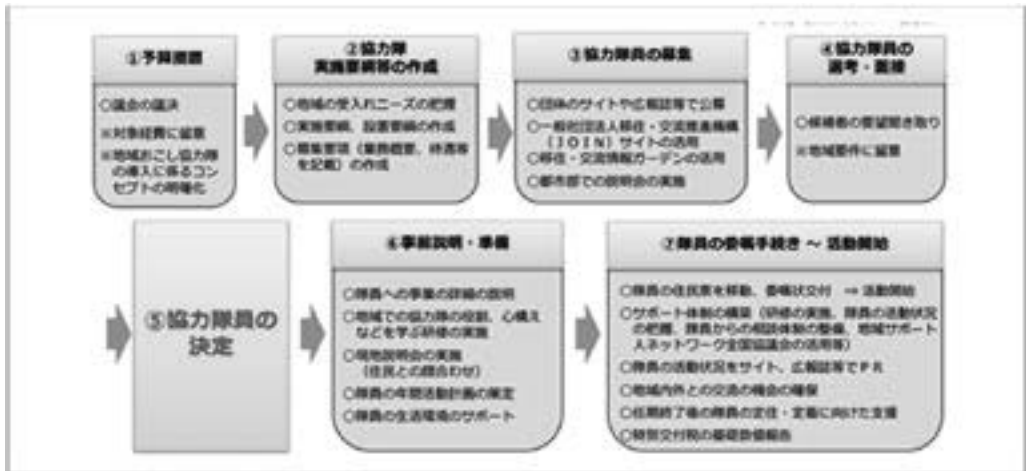 ①予算措置
○議会の議決
※対象経費に留意
※地域おこし協力隊
の導入に係るコン
セプトの明確化
②協力隊
実施要綱等の作成
○地域の受入れニーズの把握
○実施要綱、設置要綱の作成
○募集要項（業務概要、待遇等
を記載）の作成
③協力隊員の募集
○団体のサイトや広報誌等で公募
○一般社団法人移住・交流推進機構
（JOIN）サイトの活用
○移住・交流情報ガーデンの活用
○都市部での説明会の実施
④協力隊員の
選考・面接
○候補者の要望聞き取り
※地域要件に留意
⑤協力隊員の
決定
⑥事前説明・準備
○隊員への事業の詳細の説明
○地域での協力隊の役割、心構え
などを学ぶ研修の実施
○現地説明会の実施
（住民との顔合わせ）
○隊員の年間活動計画の策定
○隊員の生活環境のサポート
⑦隊員の委嘱手続き ～ 活動開始
○隊員の住民票を移動、委嘱状交付　⇒ 活動開始
○サポート体制の構築（研修の実施、隊員の活動状況
の把握、隊員からの相談体制の整備、地域サポート
人ネットワーク全国協議会の活用等）
○隊員の活動状況をサイト、広報誌等でPR
○地域内外との交流の機会の確保
○任期終了後の隊員の定住・定着に向けた支援
○特別交付税の基礎数値報告